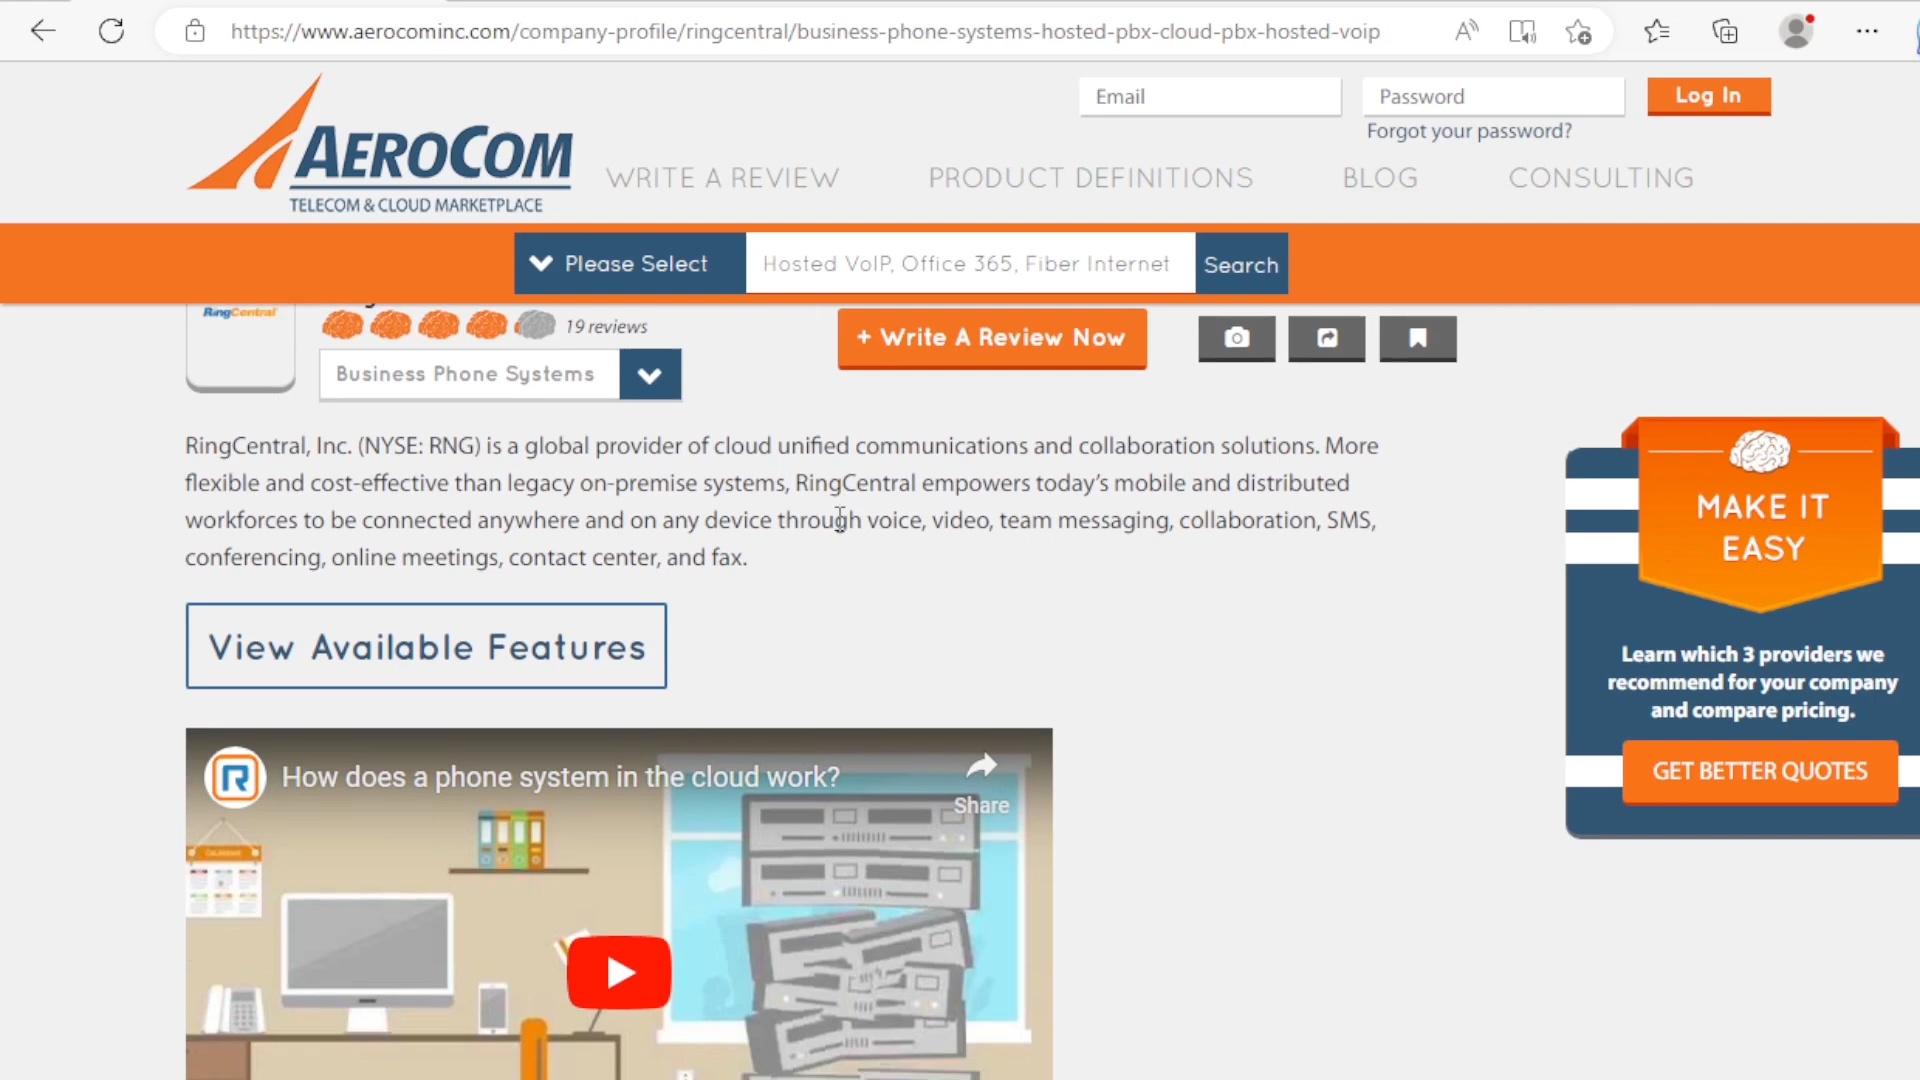 https://www.aerocominc.com/company-profile/ringcentral/business-phone-systems-hosted-pbx-cloud-pbx-hosted-voip
Email
Password
Log In
Forgot your password?
AEROCOM
TELECOM & CLOUD MARKETPLACE
WRITE A REVIEW
PRODUCT DEFINITIONS
BLOG
CONSULTING
Please Select
Hosted VoIP, Office 365, Fiber Internet
Search
RingCentral
19 reviews
+ Write A Review Now
Business Phone Systems
RingCentral, Inc. (NYSE: RNG) is a global provider of cloud unified communications and collaboration solutions. More
flexible and cost-effective than legacy on-premise systems, RingCentral empowers today’s mobile and distributed
workforces to be connected anywhere and on any device through voice, video, team messaging, collaboration, SMS,
conferencing, online meetings, contact center, and fax.
View Available Features
R
How does a phone system in the cloud work?
Share
CALENDAR
MAKE IT
EASY
Learn which 3 providers we
recommend for your company
and compare pricing.
GET BETTER QUOTES